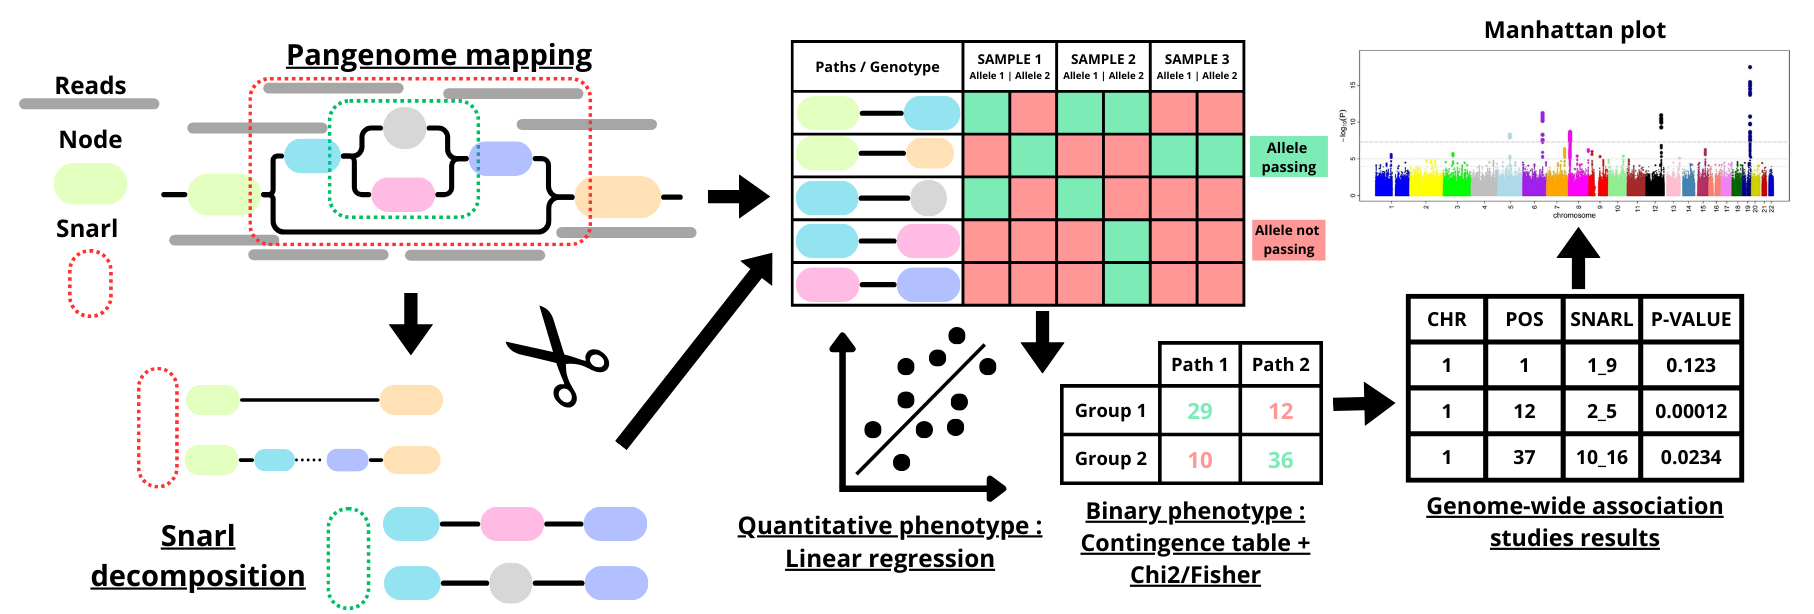 Pangenome mapping
Reads
Node
Snarl
Snarl
decomposition
Paths / Genotype
SAMPLE 1
Allele 1 | Allele 2
SAMPLE 2
Allele 1 | Allele 2
SAMPLE 3
Allele 1 | Allele 2
Allele
passing
Allele not
passing
Quantitative phenotype :
Linear regression
Path 1 Path 2
Group 1 29 12
Group 2 10 36
Binary phenotype :
Contingence table +
Chi2/Fisher
Manhattan plot
−log10(P)
15
10
5
0
1 2 3 4 5 6 7 8 9 10 11 12 13 14 15 16 17 18 19 20 21 22
chromosome
CHR POS SNARL P-VALUE
1 1 1_9 0.123
1 12 2_5 0.00012
1 37 10_16 0.0234
Genome-wide association
studies results